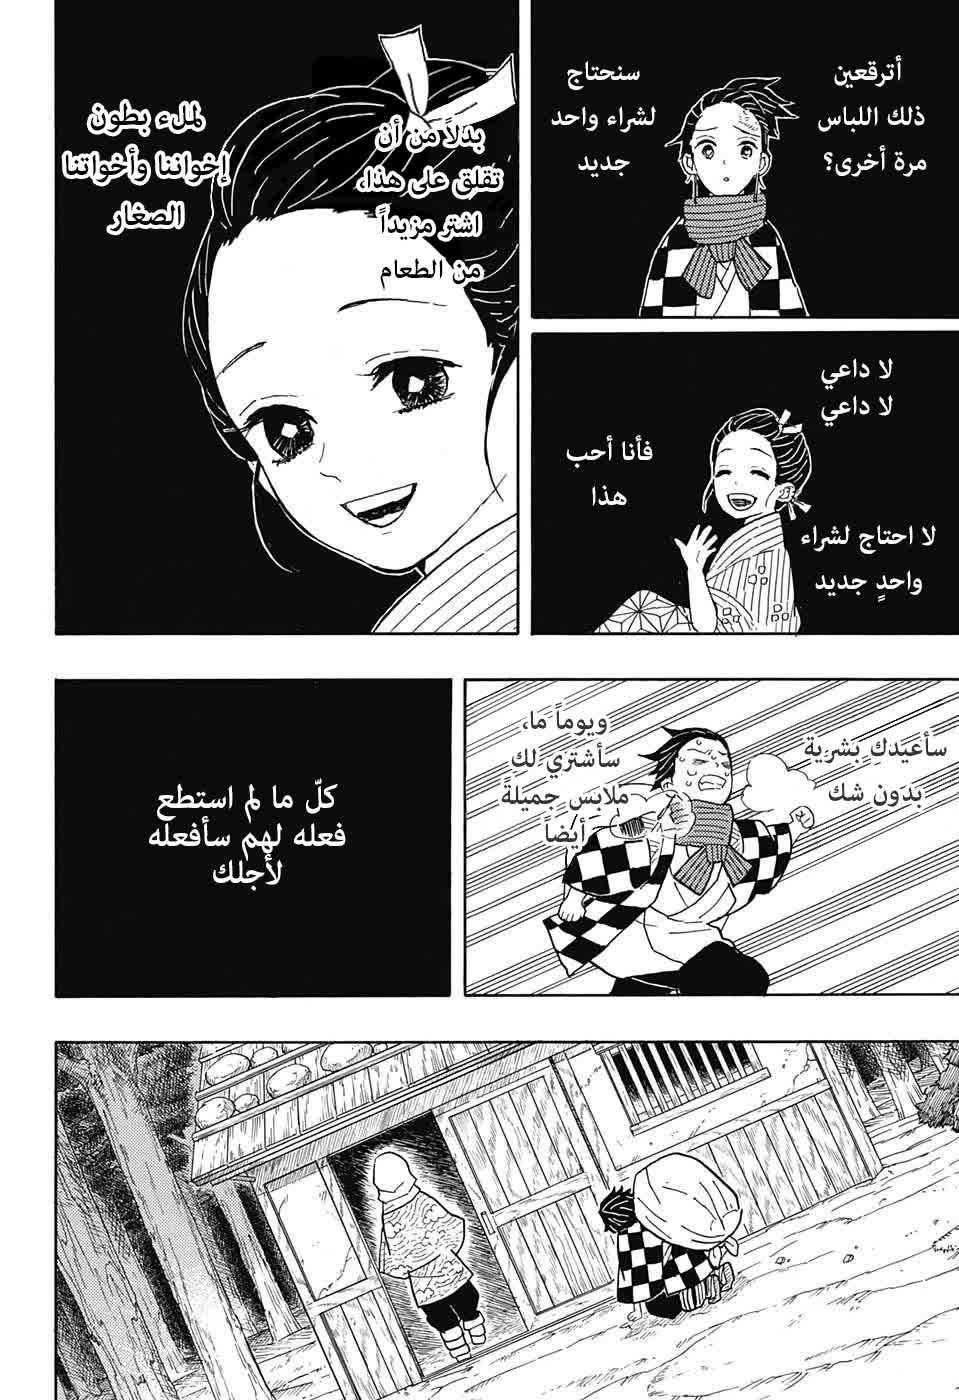 أترقعين
ذلك اللباس
مرة أخرى؟
سنحتاج
لشراء واحد
جديد
لا داعي
لا داعي
فأنا أحب
هذا
لا احتاج لشراء
واحدٍ جديد
بدلاً من أن
تقلقِ على هذا،
اشترِ مزيداً
من الطعام
لملء بطون
إخواننا وأخواتنا
الصغار
سأعيدكِ بشرية
بدون شك
ويوماً ما،
سأشتري لكِ
ملابس جميلةً
أيضاً
كلّ ما لم استطع
فعله لهم سأفعله
لأجلك